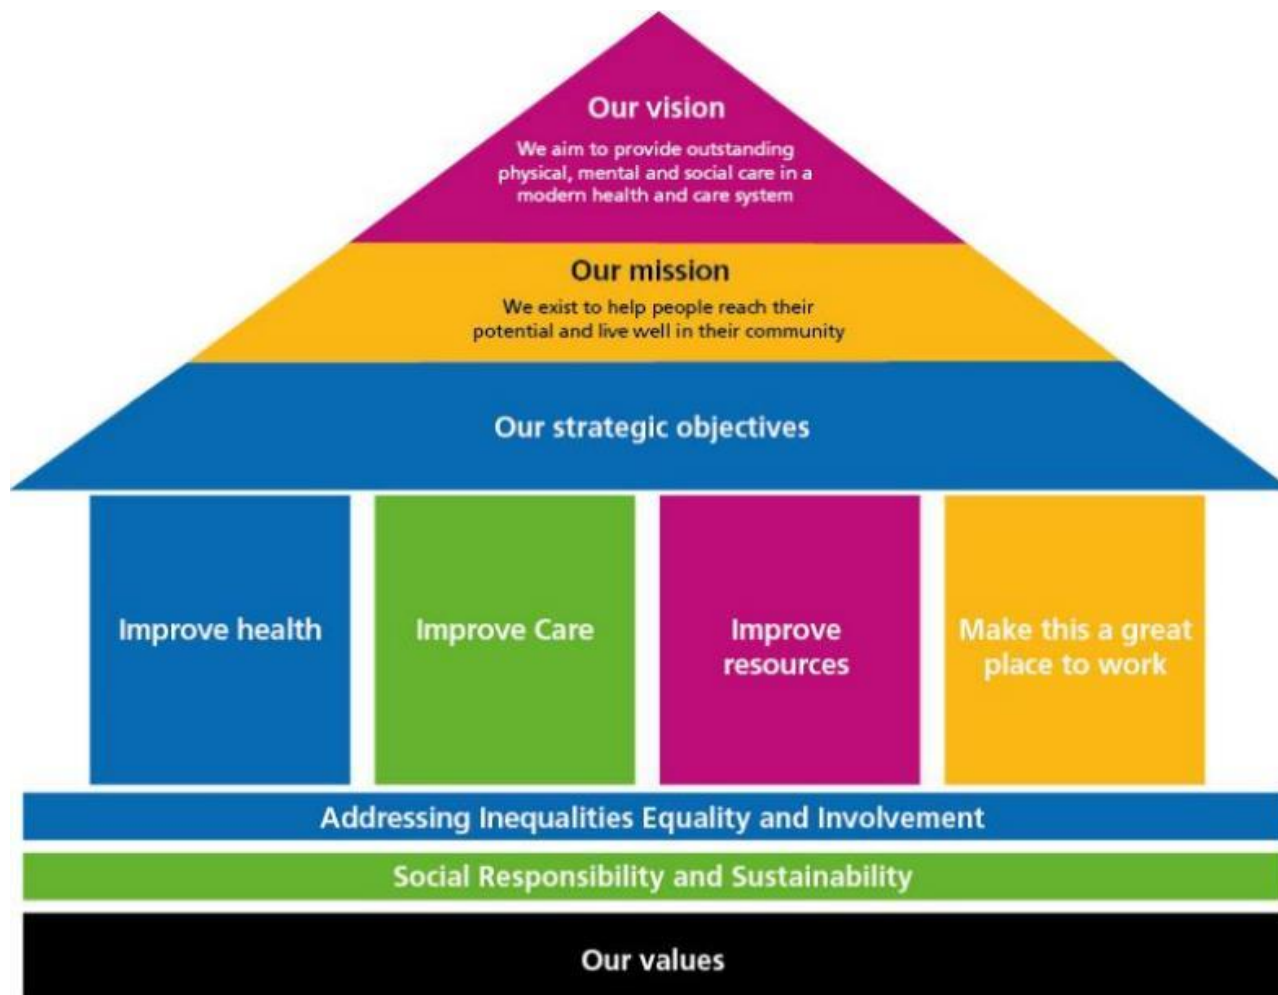 Our vision
We aim to provide outstanding
physical, mental and social care in a
modern health and care system
Our mission
We exist to help people reach their
potential and live well in their community
Our strategic objectives
Improve health
Improve Care
Improve
resources
Make this a great
place to work
Addressing Inequalities Equality and Involvement
Social Responsibility and Sustainability
Our values